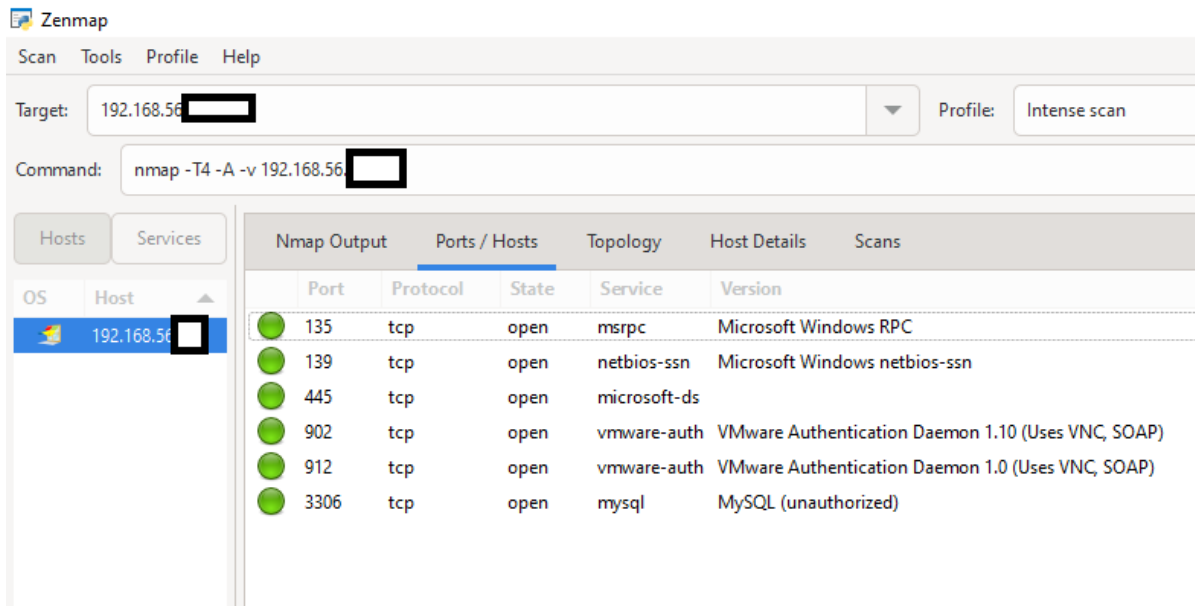 Zenmap
Scan Tools Profile Help
Target: 192.168.56 Profile: Intense scan
Command: nmap -T4 -A -v 192.168.56.
Hosts Services Nmap Output Ports / Hosts Topology Host Details Scans
OS Host Port Protocol State Service Version
192.168.56 135 tcp open msrpc Microsoft Windows RPC
139 tcp open netbios-ssn Microsoft Windows netbios-ssn
445 tcp open microsoft-ds
902 tcp open vmware-auth VMware Authentication Daemon 1.10 (Uses VNC, SOAP)
912 tcp open vmware-auth VMware Authentication Daemon 1.0 (Uses VNC, SOAP)
3306 tcp open mysql MySQL (unauthorized)